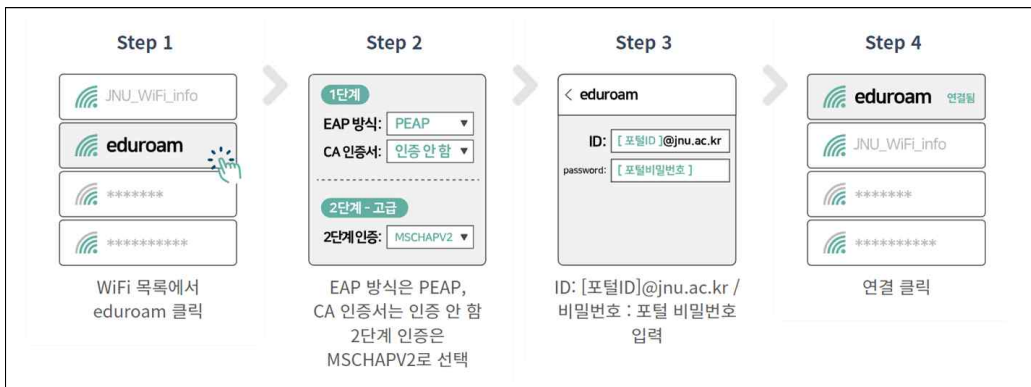 Step 1
JNU_WiFi_info
eduroam
*******
**********
WiFi 목록에서
eduroam 클릭
Step 2
1단계
EAP 방식: PEAP
CA 인증서: 인증 안 함
2단계 - 고급
2단계 인증: MSCHAPV2
EAP 방식은 PEAP,
CA 인증서는 인증 안 함
2단계 인증은
MSCHAPV2로 선택
Step 3
< eduroam
ID: [ 포털ID ]@jnu.ac.kr
password: [ 포털비밀번호 ]
ID: [포털ID]@jnu.ac.kr /
비밀번호 : 포털 비밀번호
입력
Step 4
eduroam 연결됨
JNU_WiFi_info
*******
**********
연결 클릭